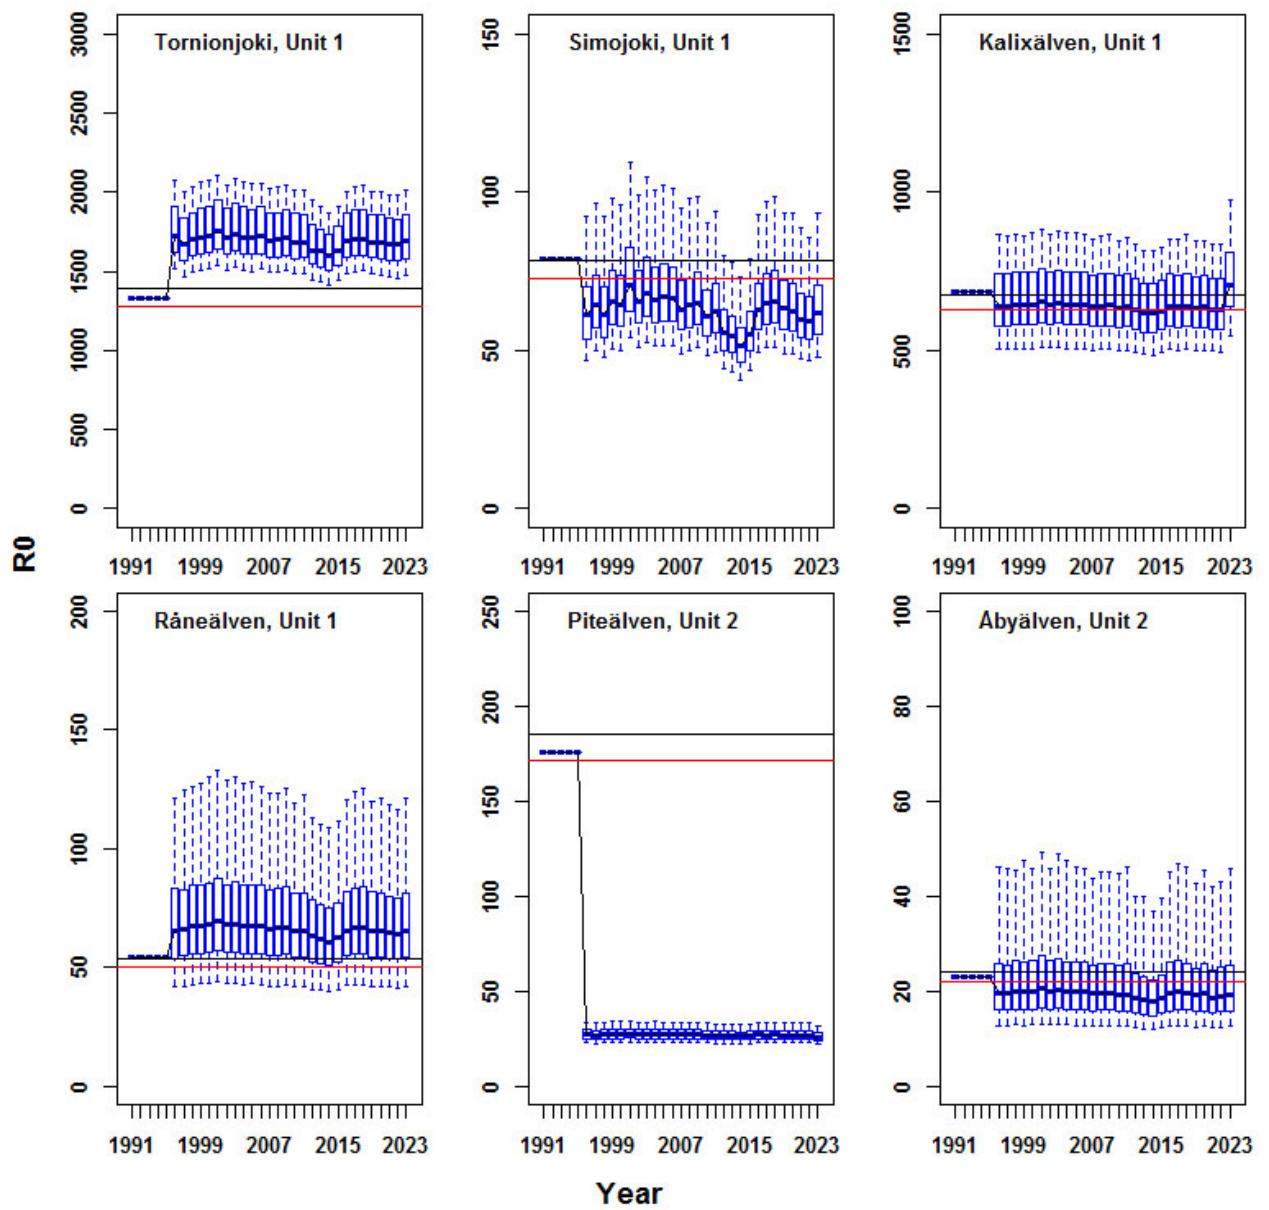 Tornionjoki, Unit 1
3000
2500
2000
1500
1000
500
0
1991 1999 2007 2015 2023
Simojoki, Unit 1
150
100
50
0
1991 1999 2007 2015 2023
Kalixälven, Unit 1
1500
1000
500
0
1991 1999 2007 2015 2023
R0
Råneälven, Unit 1
200
150
100
50
0
1991 1999 2007 2015 2023
Piteälven, Unit 2
250
200
150
100
50
0
1991 1999 2007 2015 2023
Åbyälven, Unit 2
100
80
60
40
20
0
1991 1999 2007 2015 2023
Year